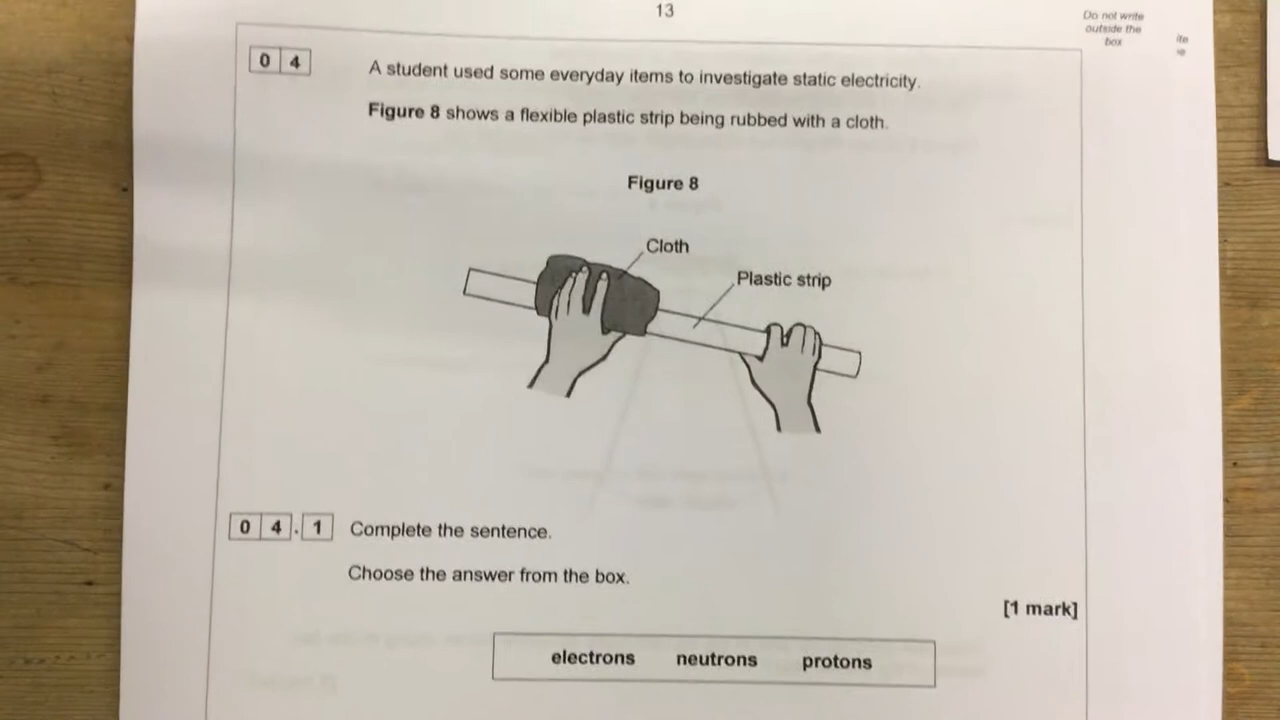 13
Do not write
outside the
box
ite
0 4
A student used some everyday items to investigate static electricity.
Figure 8 shows a flexible plastic strip being rubbed with a cloth.
Figure 8
Cloth
Plastic strip
0 4 . 1 Complete the sentence.
Choose the answer from the box.
[1 mark]
electrons neutrons protons